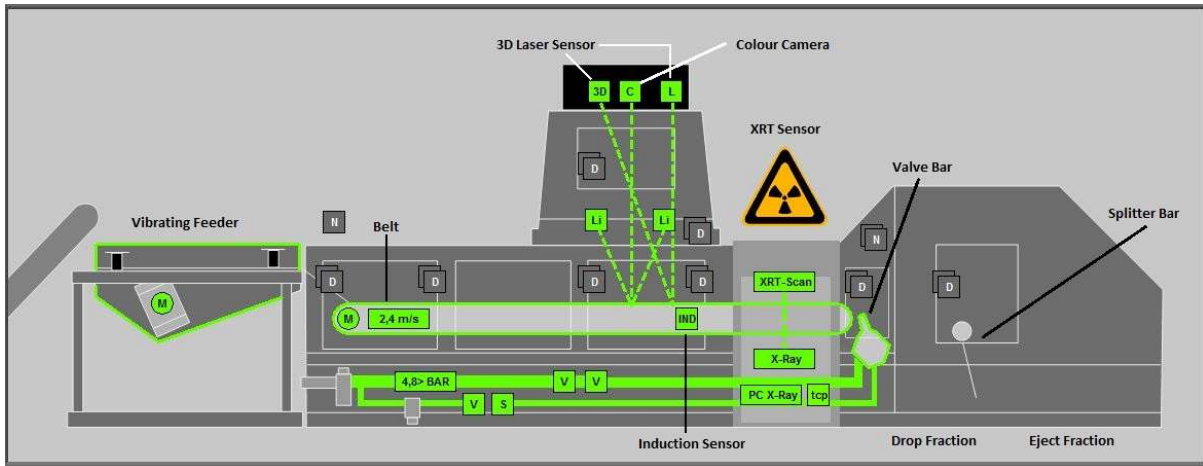 3D Laser Sensor
Colour Camera
3D C L
XRT Sensor
D
Valve Bar
Vibrating Feeder
N
Belt
Li Li
D
N
Splitter Bar
D D D D D
XRT-Scan
M
M 2,4 m/s
IND
X-Ray
4,8> BAR V V
V S
PC X-Ray tcp
Induction Sensor
Drop Fraction Eject Fraction